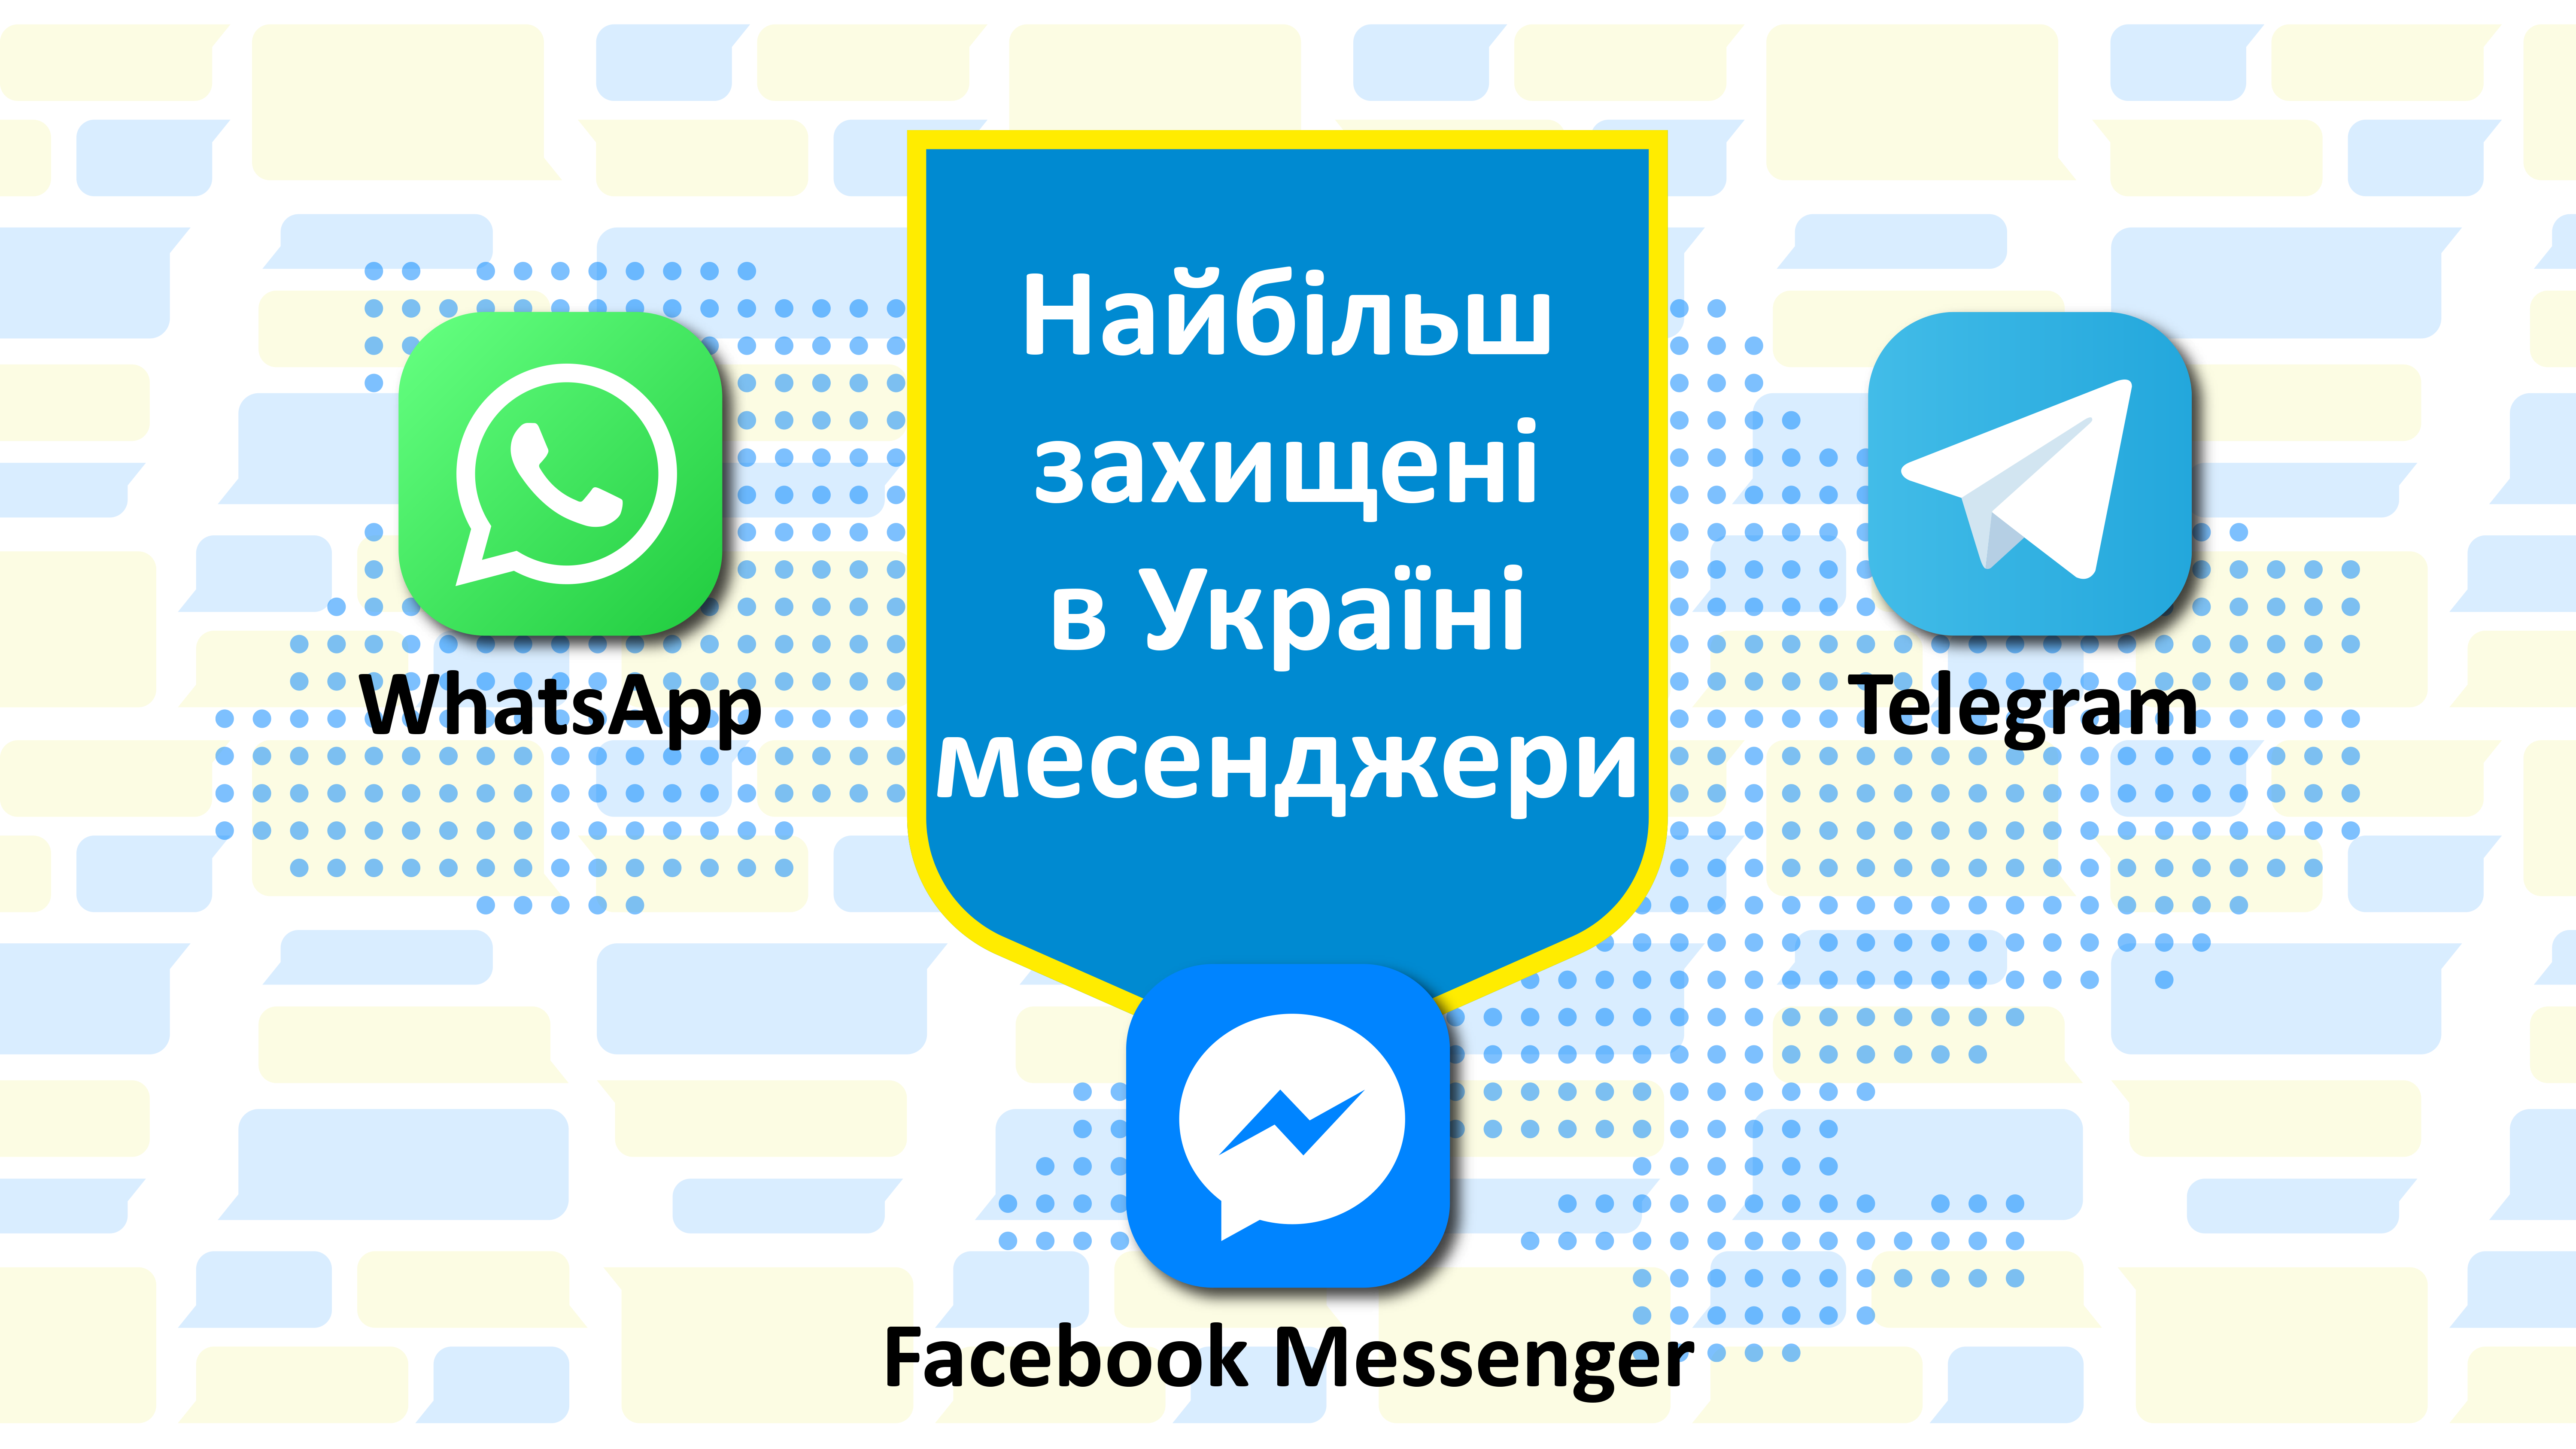 Найбільш
захищені
в Україні
месенджери
WhatsApp
Telegram
Facebook Messenger